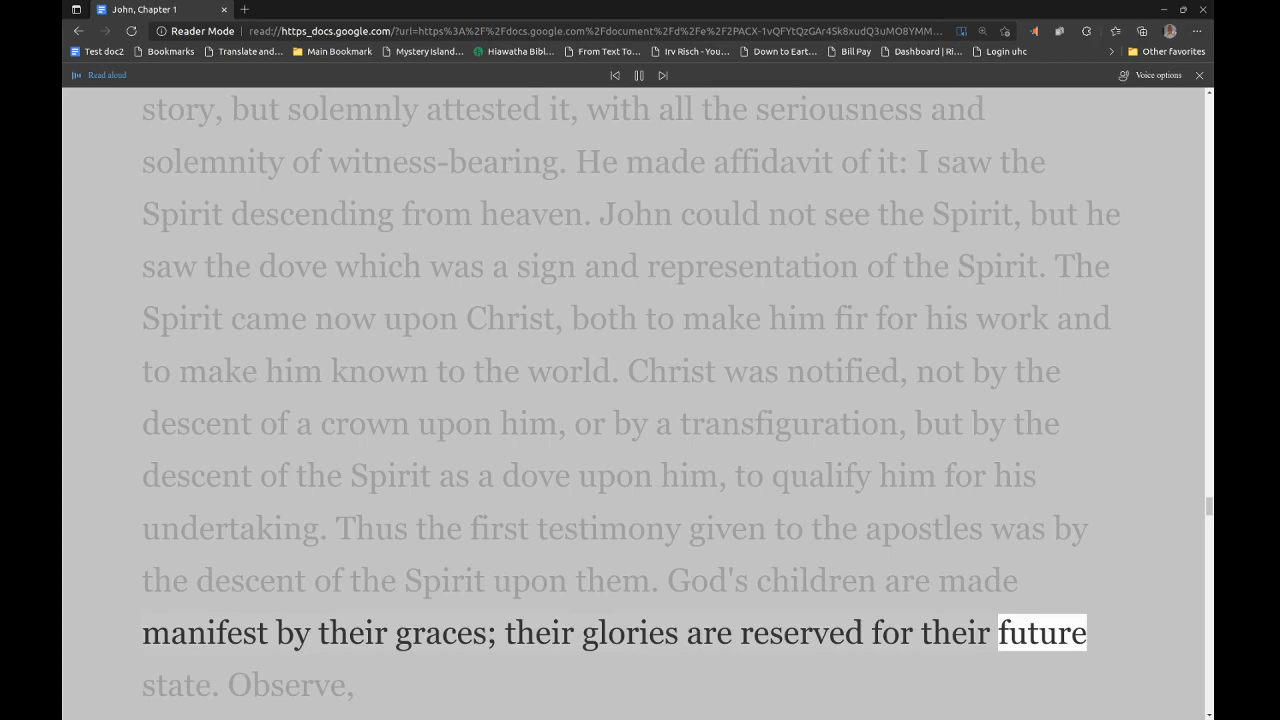 John, Chapter 1
Reader Mode
read://https_docs.google.com/?url=https%3A%2F%2Fdocs.google.com%2Fdocument%2Fd%2Fe%2F2PACX-1vQFYtQcGAr4Sk8xudQ3uMO8YMM...
Test doc2
Bookmarks
Translate and...
Main Bookmark
Mystery Island...
Hiawatha Bibl...
From Text To...
Irv Risch - You...
Down to Eart...
Bill Pay
Dashboard | Ri...
Login uhc
Other favorites
Read aloud
Voice options
story, but solemnly attested it, with all the seriousness and
solemnity of witness-bearing. He made affidavit of it: I saw the
Spirit descending from heaven. John could not see the Spirit, but he
saw the dove which was a sign and representation of the Spirit. The
Spirit came now upon Christ, both to make him fir for his work and
to make him known to the world. Christ was notified, not by the
descent of a crown upon him, or by a transfiguration, but by the
descent of the Spirit as a dove upon him, to qualify him for his
undertaking. Thus the first testimony given to the apostles was by
the descent of the Spirit upon them. God's children are made
manifest by their graces; their glories are reserved for their future
state. Observe,